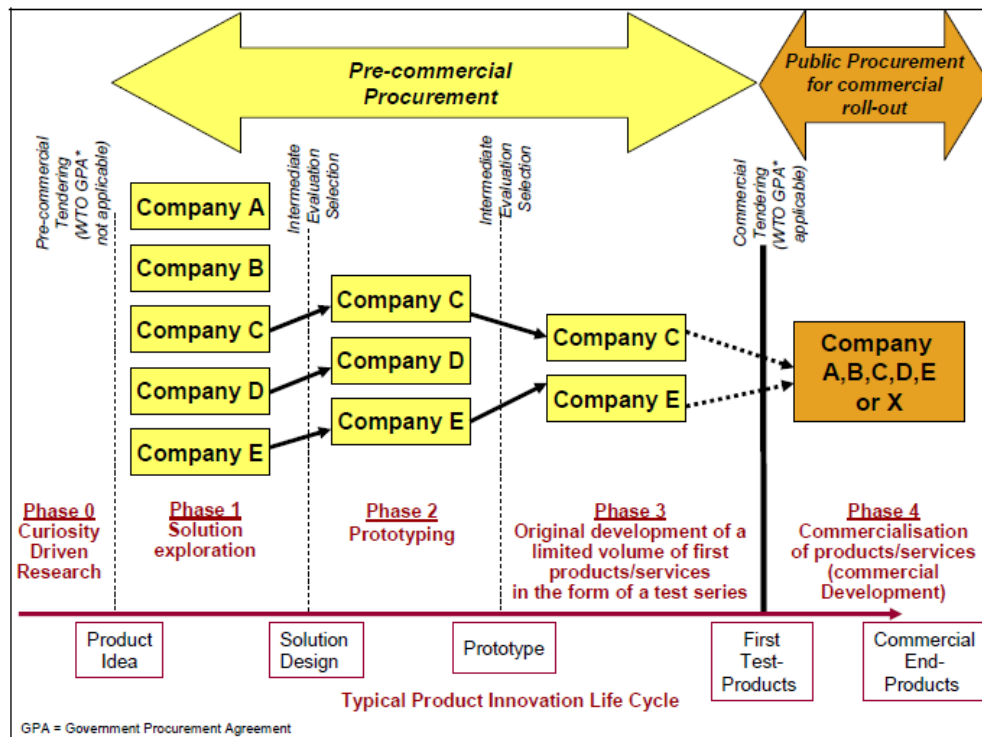 Pre-commercial
Procurement
Public Procurement
for commercial
roll-out
Pre-commercial
Tendering
(WTO GPA*
not applicable)
Intermediate
Evaluation
Selection
Intermediate
Evaluation
Selection
Commercial
Tendering
(WTO GPA*
applicable)
Company A
Company B
Company C
Company D
Company E
Company C
Company D
Company E
Company C
Company E
Company
A,B,C,D,E
or X
Phase 0
Curiosity
Driven
Research
Phase 1
Solution
exploration
Phase 2
Prototyping
Phase 3
Original development of a
limited volume of first
products/services
in the form of a test series
Phase 4
Commercialisation
of products/services
(commercial
Development)
Product
Idea
Solution
Design
Prototype
First
Test-
Products
Commercial
End-
Products
Typical Product Innovation Life Cycle
GPA = Government Procurement Agreement